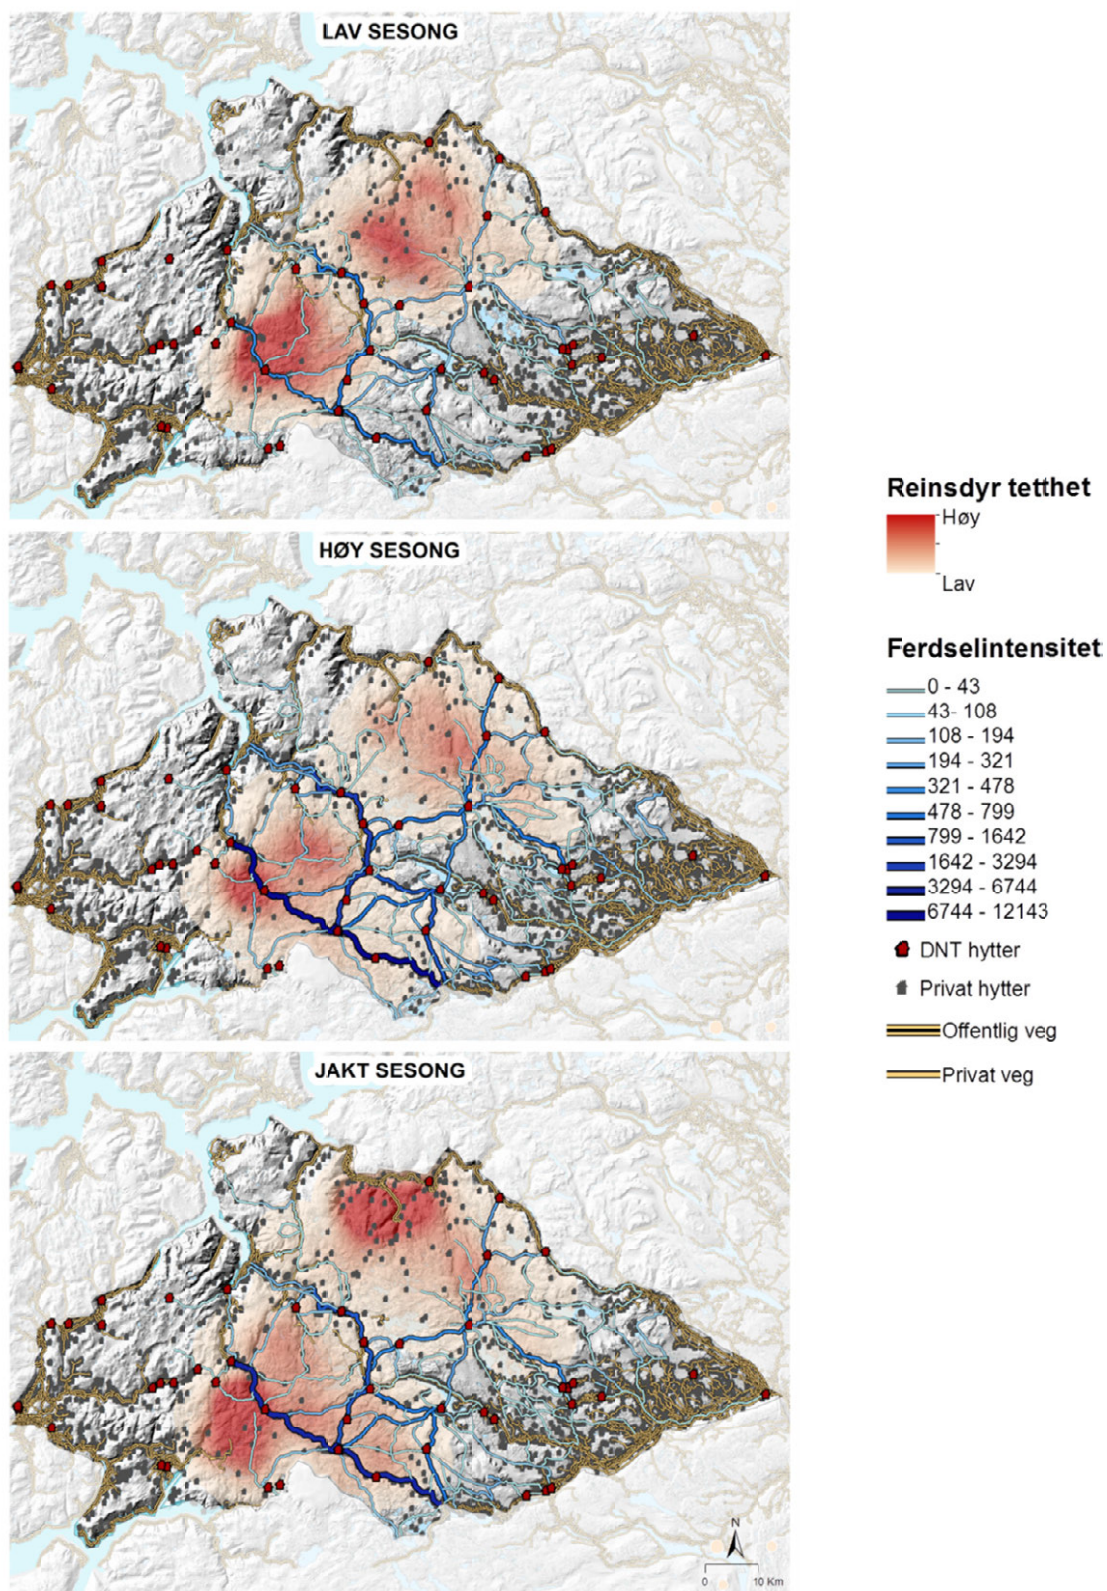 LAV SESONG
HØY SESONG
JAKT SESONG
Reinsdyr tetthet
Høy
Lav
Ferdselintensitet
0 - 43
43- 108
108 - 194
194 - 321
321 - 478
478 - 799
799 - 1642
1642 - 3294
3294 - 6744
6744 - 12143
DNT hytter
Privat hytter
Offentlig veg
Privat veg
N
0 10 Km